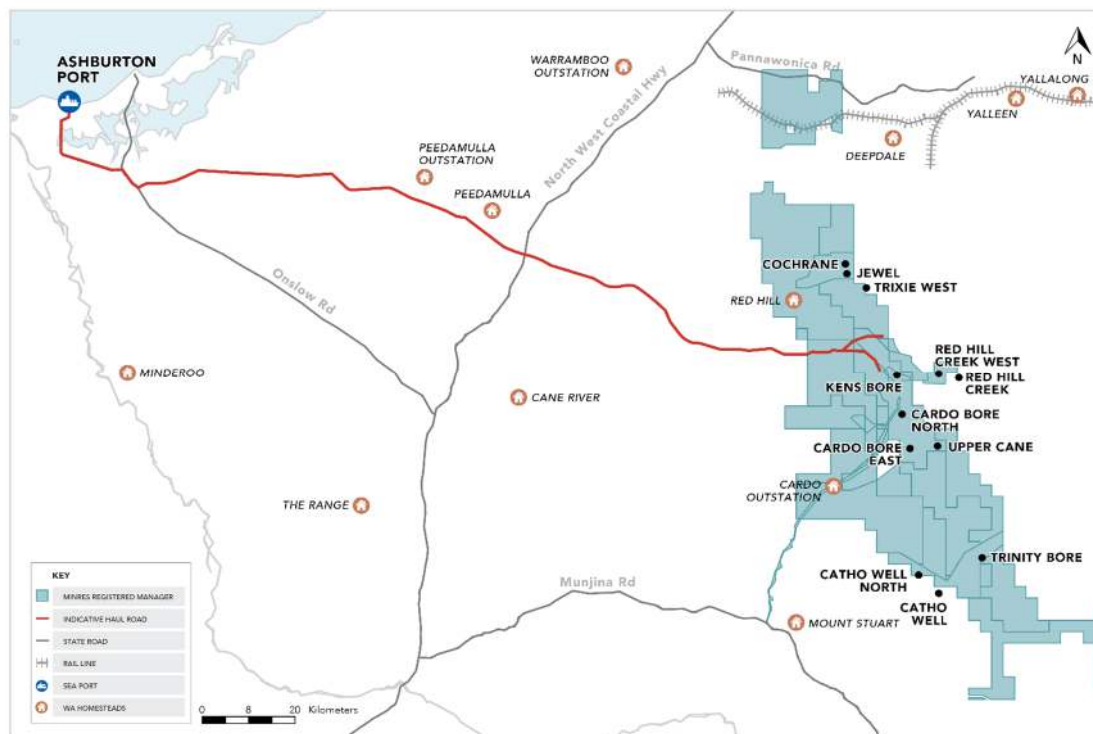 ASHBURTON
PORT
WARRAMBOO
OUTSTATION
North West Coastal Hwy
Pannawonica Rd
N
YALLALONG
YALLEEN
DEEPDALE
PEEDAMULLA
OUTSTATION
PEEDAMULLA
Onslow Rd
COCHRANE
JEWEL
TRIXIE WEST
RED HILL
RED HILL
CREEK WEST
RED HILL
CREEK
KENS BORE
MINDEROO
CANE RIVER
CARDO BORE
NORTH
CARDO BORE
EAST
UPPER CANE
CARDO
OUTSTATION
THE RANGE
TRINITY BORE
CATHO WELL
NORTH
CATHO
WELL
Munjina Rd
MOUNT STUART
KEY
MINRES REGISTERED MANAGER
INDICATIVE HAUL ROAD
STATE ROAD
RAIL LINE
SEA PORT
WA HOMESTEADS
0 8 20 Kilometers